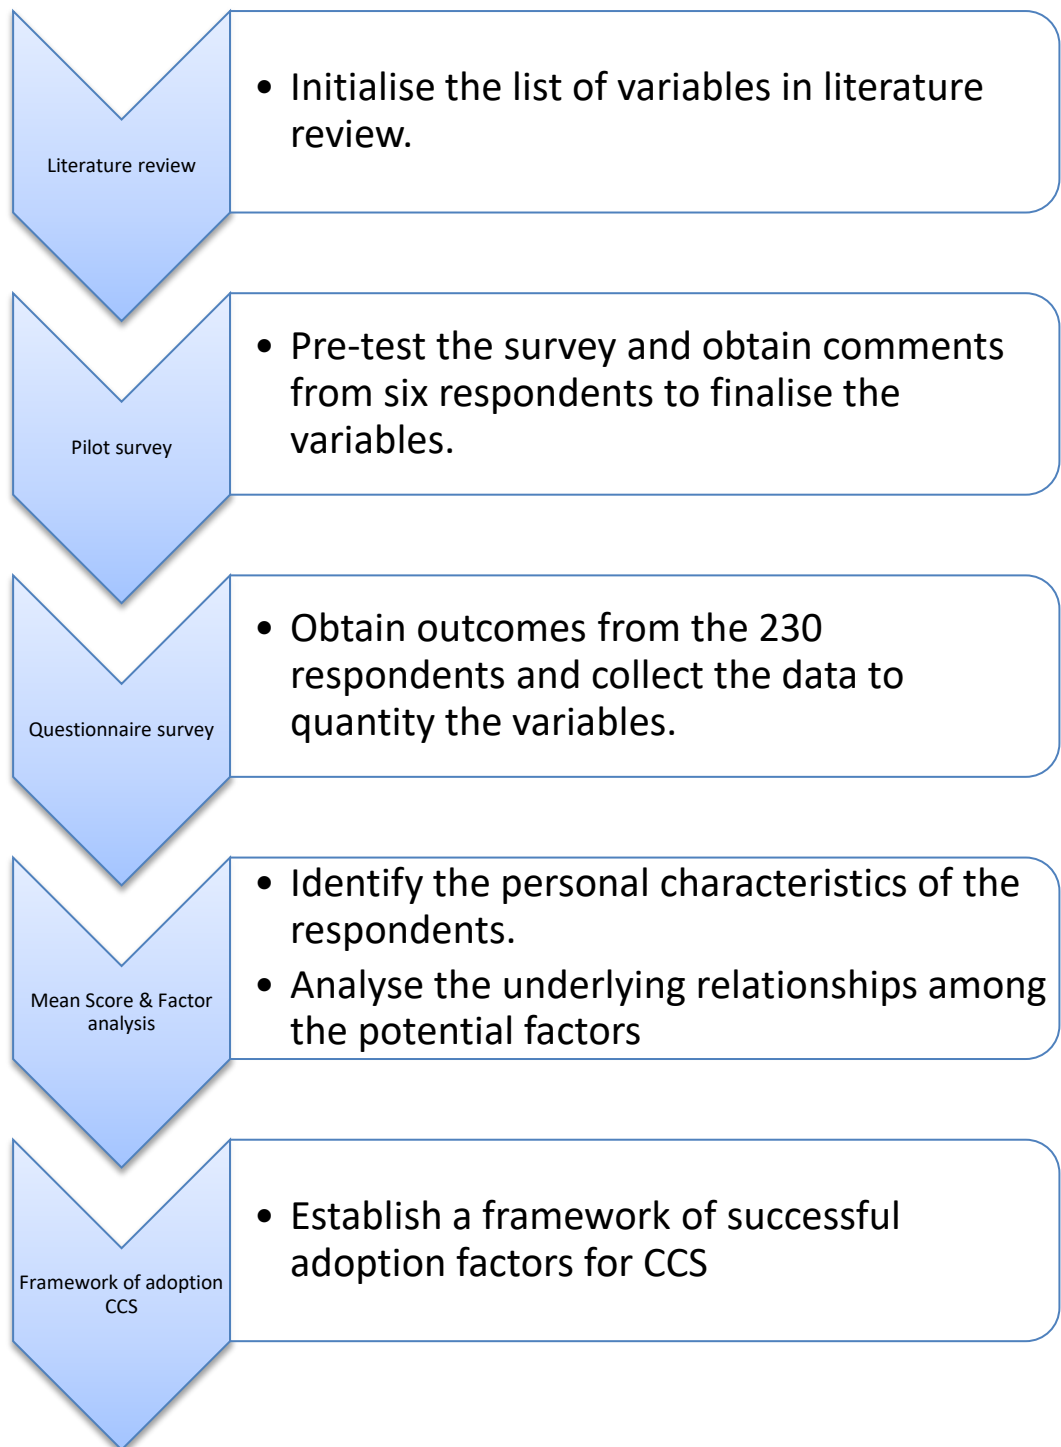 Literature review
• Initialise the list of variables in literature
review.
Pilot survey
• Pre-test the survey and obtain comments
from six respondents to finalise the
variables.
Questionnaire survey
• Obtain outcomes from the 230
respondents and collect the data to
quantity the variables.
Mean Score & Factor
analysis
• Identify the personal characteristics of the
respondents.
• Analyse the underlying relationships among
the potential factors
Framework of adoption
CCS
• Establish a framework of successful
adoption factors for CCS